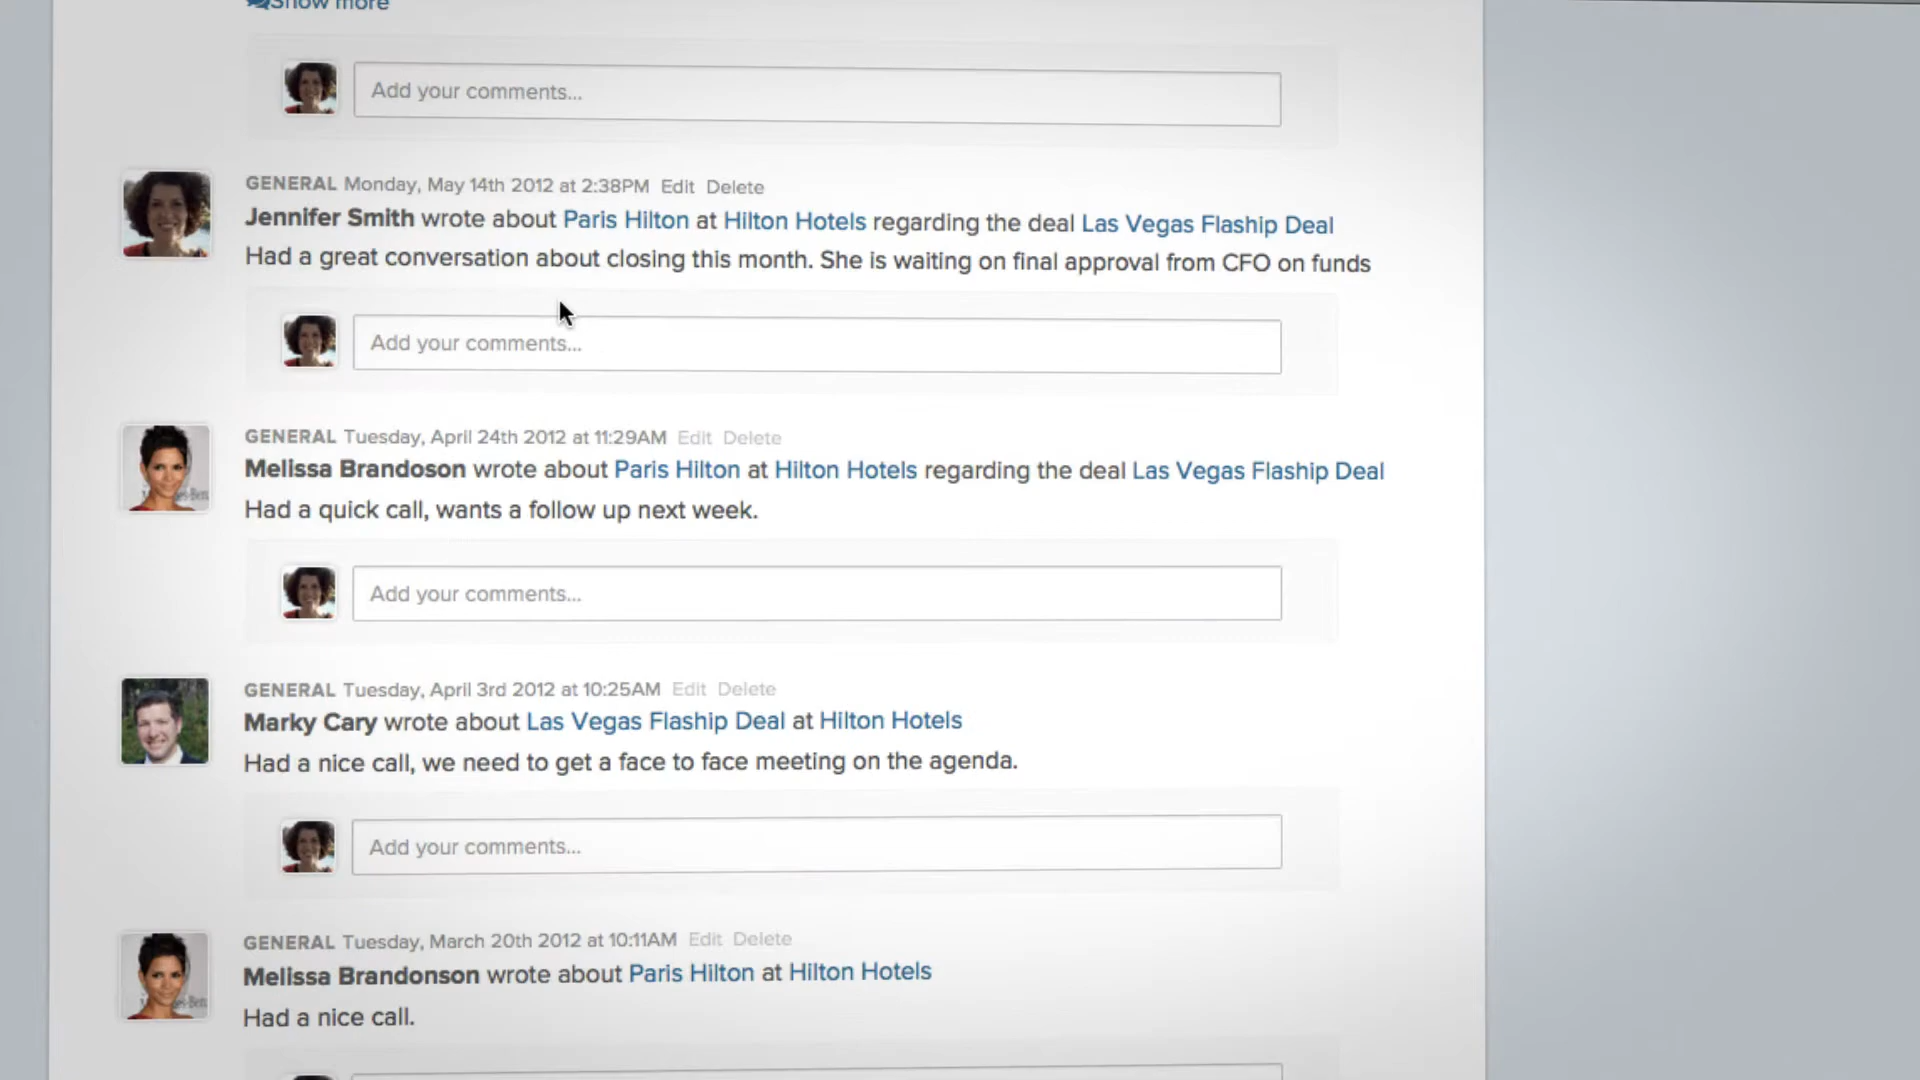 Show more
Add your comments...
GENERAL Monday, May 14th 2012 at 2:38PM Edit Delete
Jennifer Smith wrote about Paris Hilton at Hilton Hotels regarding the deal Las Vegas Flaship Deal
Had a great conversation about closing this month. She is waiting on final approval from CFO on funds
Add your comments...
GENERAL Tuesday, April 24th 2012 at 11:29AM Edit Delete
Melissa Brandoson wrote about Paris Hilton at Hilton Hotels regarding the deal Las Vegas Flaship Deal
Had a quick call, wants a follow up next week.
Add your comments...
GENERAL Tuesday, April 3rd 2012 at 10:25AM Edit Delete
Marky Cary wrote about Las Vegas Flaship Deal at Hilton Hotels
Had a nice call, we need to get a face to face meeting on the agenda.
Add your comments...
GENERAL Tuesday, March 20th 2012 at 10:11AM Edit Delete
Melissa Brandonson wrote about Paris Hilton at Hilton Hotels
Had a nice call.